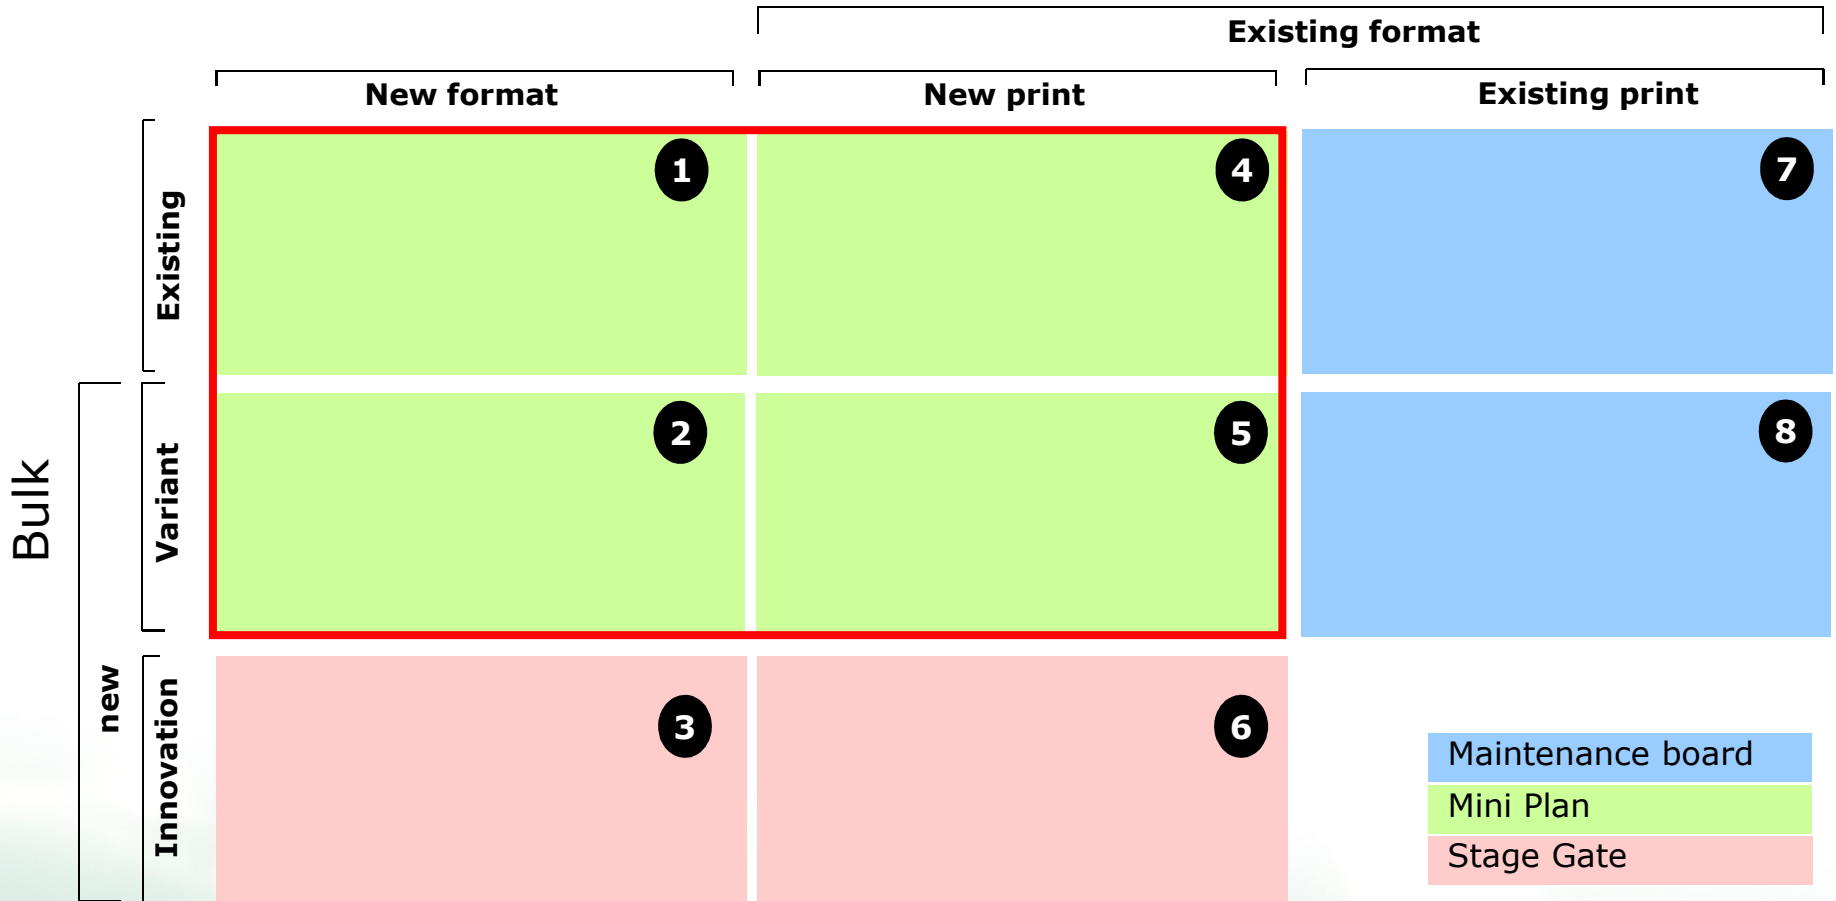 Existing format
New format
New print
Existing print
Existing
1
4
7
Bulk
Variant
2
5
8
new
Innovation
3
6
Maintenance board
Mini Plan
Stage Gate